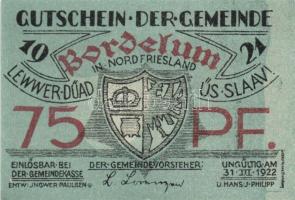 GUTSCHEIN · DER · GEMEINDE
19 Bordelum 21
IN NORDFRIESLAND
LEWWER·DÜAD ÜS·SLAAV!
75 PF.
EINLÖSBAR·BEI DER·GEMEINDEVORSTEHER: UNGÜLTIG·AM
DER GEMEINDEKASSE L. Lorenzen 31·III·1922
ENTW: INGWER PAULSEN U. HANS J. PHILIPP